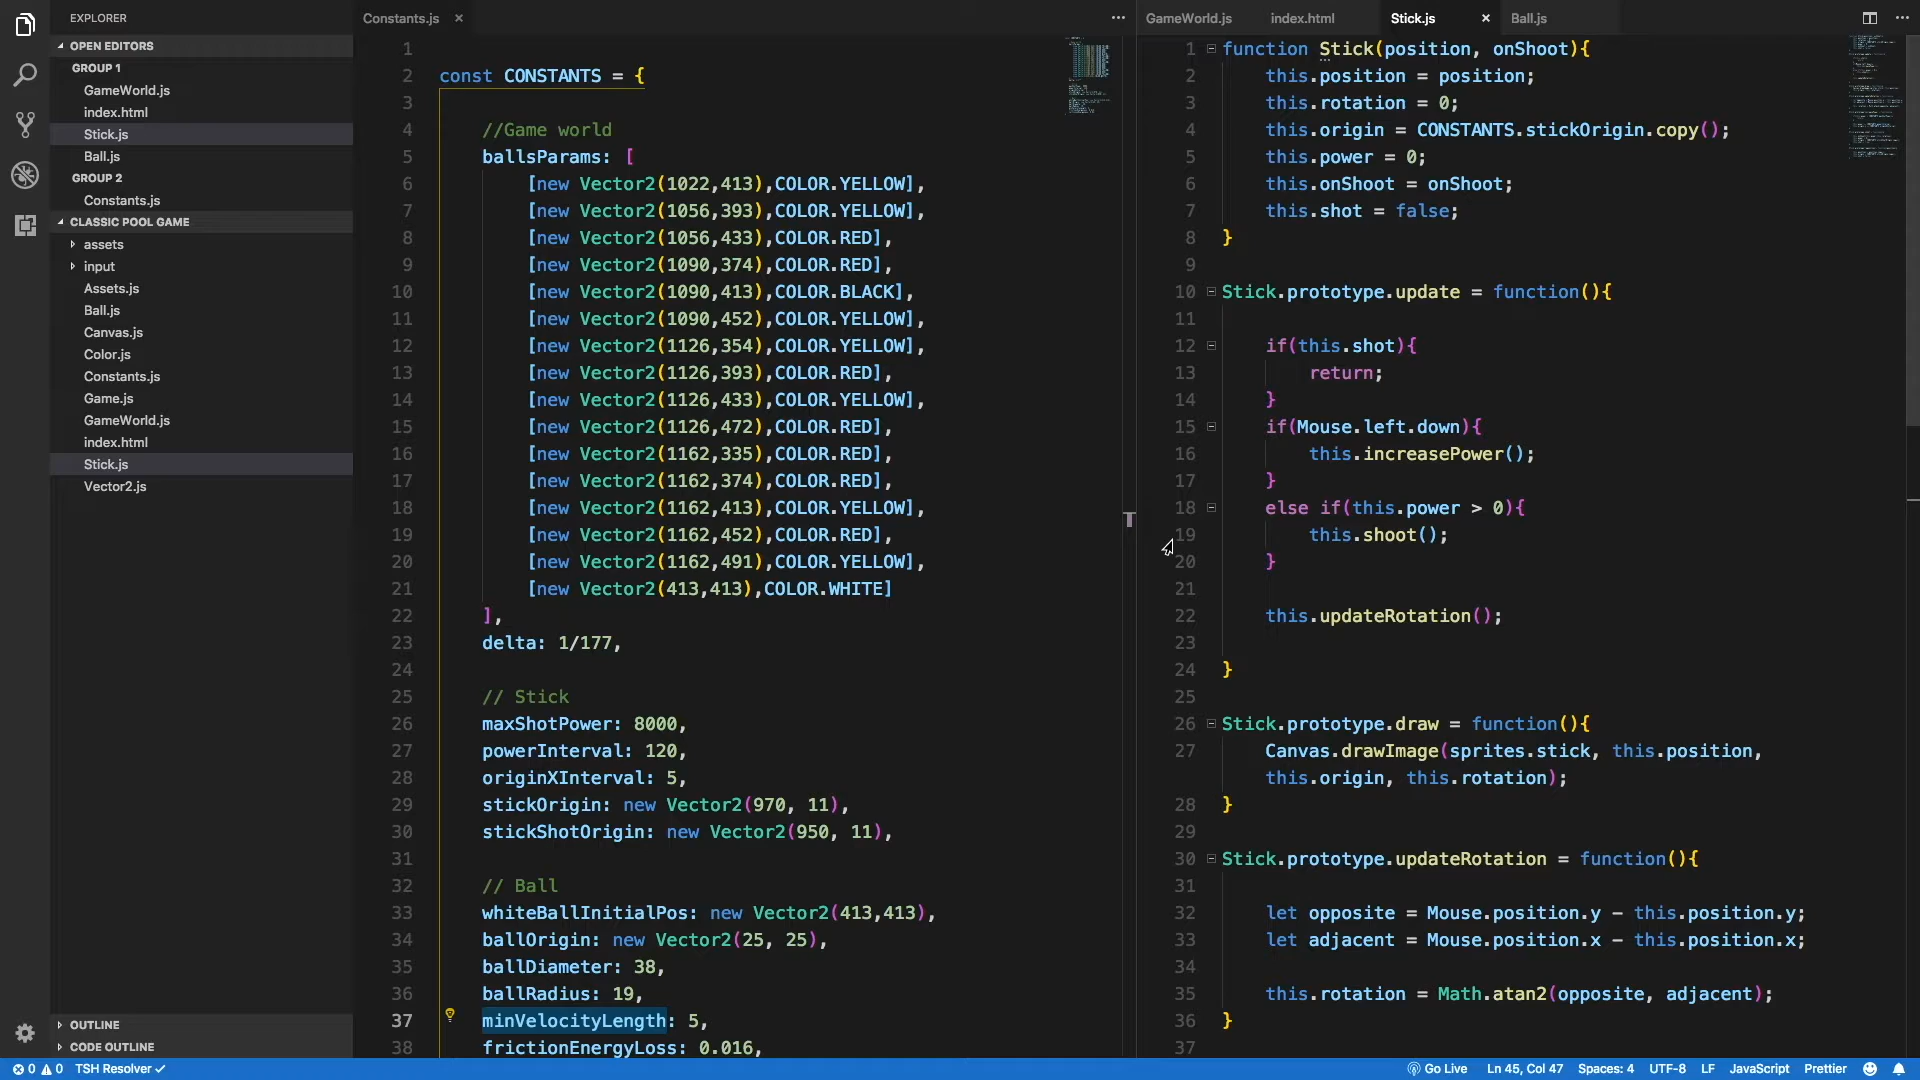 EXPLORER
OPEN EDITORS
GROUP 1
GameWorld.js
index.html
Stick.js
Ball.js
GROUP 2
Constants.js
CLASSIC POOL GAME
assets
input
Assets.js
Ball.js
Canvas.js
Color.js
Constants.js
Game.js
GameWorld.js
index.html
Stick.js
Vector2.js
OUTLINE
CODE OUTLINE
Constants.js
1
2 const CONSTANTS = {
3
4 //Game world
5 ballsParams: [
6 [new Vector2(1022,413),COLOR.YELLOW],
7 [new Vector2(1056,393),COLOR.YELLOW],
8 [new Vector2(1056,433),COLOR.RED],
9 [new Vector2(1090,374),COLOR.RED],
10 [new Vector2(1090,413),COLOR.BLACK],
11 [new Vector2(1090,452),COLOR.YELLOW],
12 [new Vector2(1126,354),COLOR.YELLOW],
13 [new Vector2(1126,393),COLOR.RED],
14 [new Vector2(1126,433),COLOR.YELLOW],
15 [new Vector2(1126,472),COLOR.RED],
16 [new Vector2(1162,335),COLOR.RED],
17 [new Vector2(1162,374),COLOR.RED],
18 [new Vector2(1162,413),COLOR.YELLOW],
19 [new Vector2(1162,452),COLOR.RED],
20 [new Vector2(1162,491),COLOR.YELLOW],
21 [new Vector2(413,413),COLOR.WHITE]
22 ],
23 delta: 1/177,
24
25 // Stick
26 maxShotPower: 8000,
27 powerInterval: 120,
28 originXInterval: 5,
29 stickOrigin: new Vector2(970, 11),
30 stickShotOrigin: new Vector2(950, 11),
31
32 // Ball
33 whiteBallInitialPos: new Vector2(413,413),
34 ballOrigin: new Vector2(25, 25),
35 ballDiameter: 38,
36 ballRadius: 19,
37 minVelocityLength: 5,
38 frictionEnergyLoss: 0.016,
GameWorld.js index.html Stick.js Ball.js
1 function Stick(position, onShoot){
2 this.position = position;
3 this.rotation = 0;
4 this.origin = CONSTANTS.stickOrigin.copy();
5 this.power = 0;
6 this.onShoot = onShoot;
7 this.shot = false;
8 }
9
10 Stick.prototype.update = function(){
11
12 if(this.shot){
13 return;
14 }
15 if(Mouse.left.down){
16 this.increasePower();
17 }
18 else if(this.power > 0){
19 this.shoot();
20 }
21
22 this.updateRotation();
23
24 }
25
26 Stick.prototype.draw = function(){
27 Canvas.drawImage(sprites.stick, this.position,
this.origin, this.rotation);
28 }
29
30 Stick.prototype.updateRotation = function(){
31
32 let opposite = Mouse.position.y - this.position.y;
33 let adjacent = Mouse.position.x - this.position.x;
34
35 this.rotation = Math.atan2(opposite, adjacent);
36 }
37
0 0 TSH Resolver Go Live Ln 45, Col 47 Spaces: 4 UTF-8 LF JavaScript Prettier